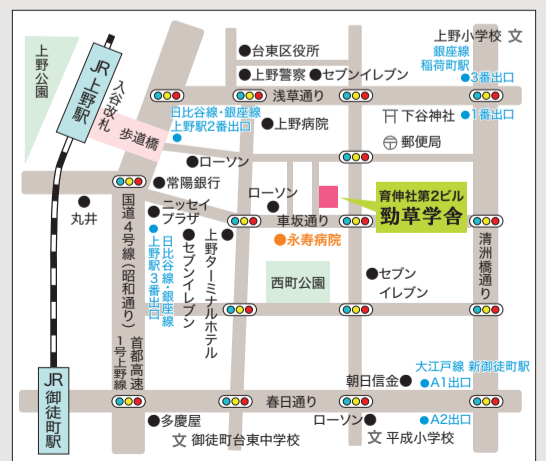 上野公園
JR上野駅
入谷改札
歩道橋
台東区役所
上野警察
セブンイレブン
上野小学校 文
銀座線
稲荷町駅
3番出口
浅草通り
日比谷線・銀座線
上野駅2番出口
上野病院
下谷神社
1番出口
〒 郵便局
ローソン
常陽銀行
丸井
ニッセイ
プラザ
ローソン
育伸社第2ビル
勁草学舎
車坂通り
永寿病院
国道4号線(昭和通り)
日比谷線・銀座線
上野駅3番出口
セブンイレブン
上野ターミナルホテル
西町公園
セブン
イレブン
清洲橋通り
首都高速
1号上野線
JR御徒町駅
大江戸線 新御徒町駅
朝日信金
A1出口
春日通り
多慶屋
ローソン
A2出口
文 御徒町台東中学校
文 平成小学校